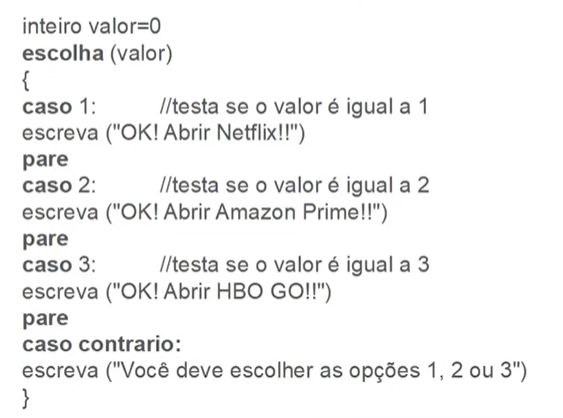 inteiro valor=0
escolha (valor)
{
caso 1: //testa se o valor é igual a 1
escreva ("OK! Abrir Netflix!!")
pare
caso 2: //testa se o valor é igual a 2
escreva ("OK! Abrir Amazon Prime!!")
pare
caso 3: //testa se o valor é igual a 3
escreva ("OK! Abrir HBO GO!!")
pare
caso contrario:
escreva ("Você deve escolher as opções 1, 2 ou 3")
}